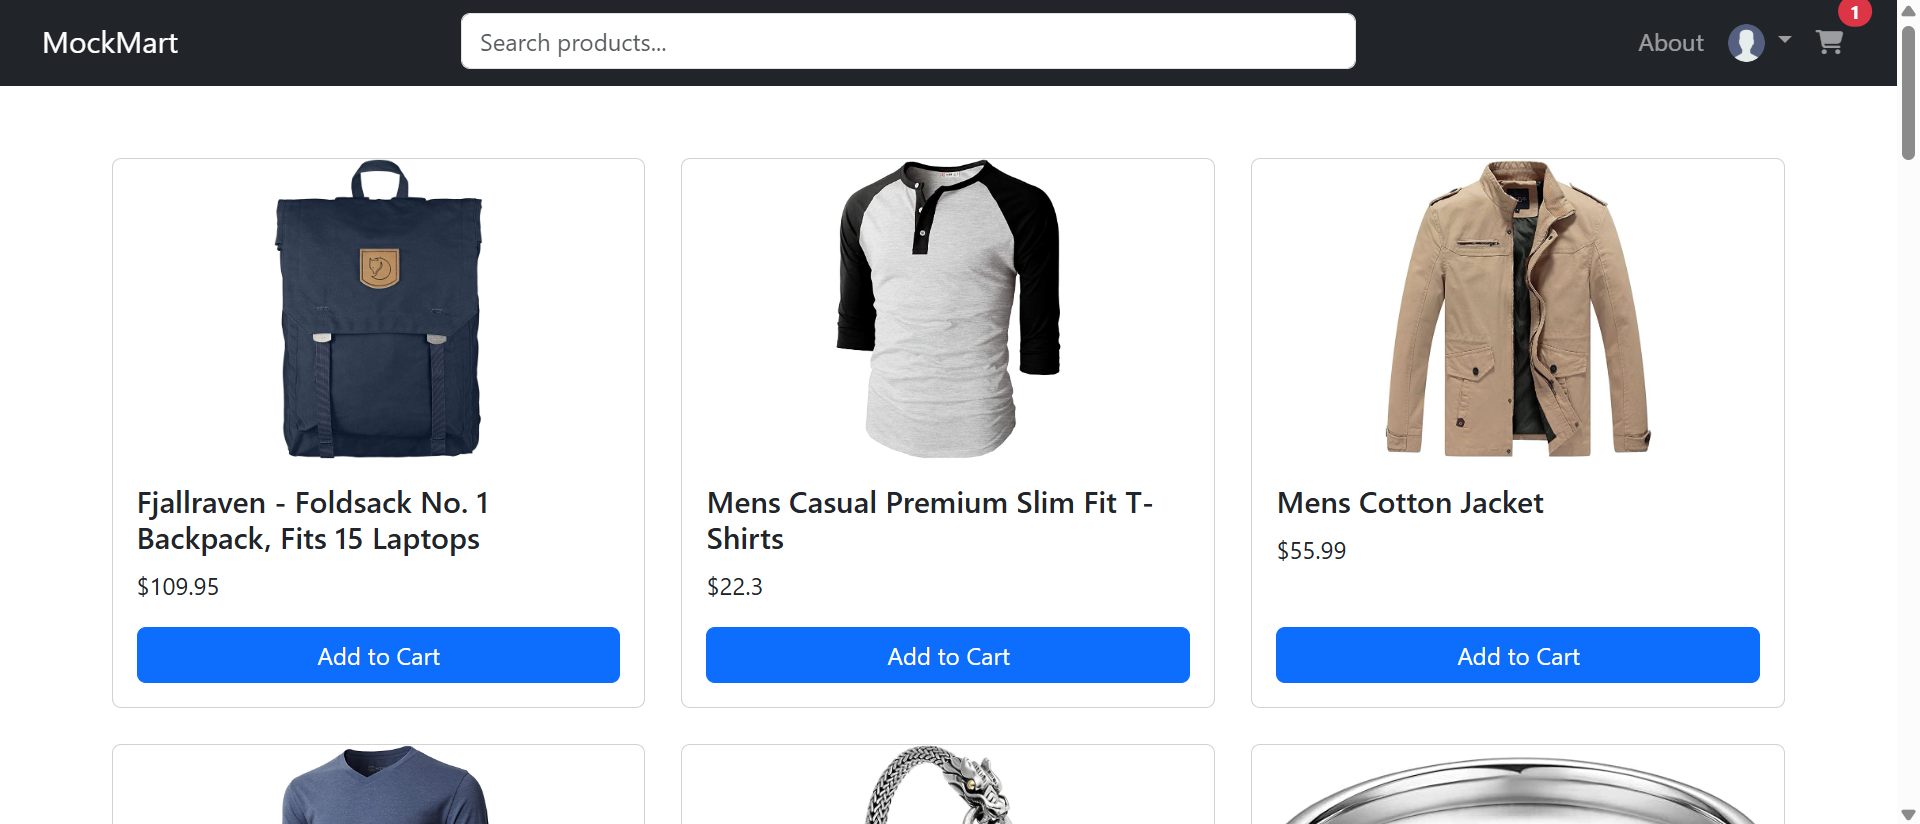 MockMart
Search products...
About
1
Fjallraven - Foldsack No. 1
Backpack, Fits 15 Laptops
$109.95
Add to Cart
Mens Casual Premium Slim Fit T-
Shirts
$22.3
Add to Cart
Mens Cotton Jacket
$55.99
Add to Cart